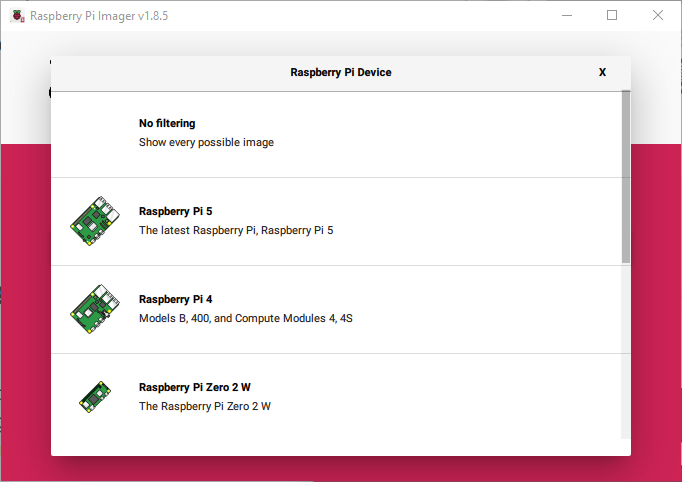 Raspberry Pi Imager v1.8.5
Raspberry Pi Device
X
No filtering
Show every possible image
Raspberry Pi 5
The latest Raspberry Pi, Raspberry Pi 5
Raspberry Pi 4
Models B, 400, and Compute Modules 4, 4S
Raspberry Pi Zero 2 W
The Raspberry Pi Zero 2 W